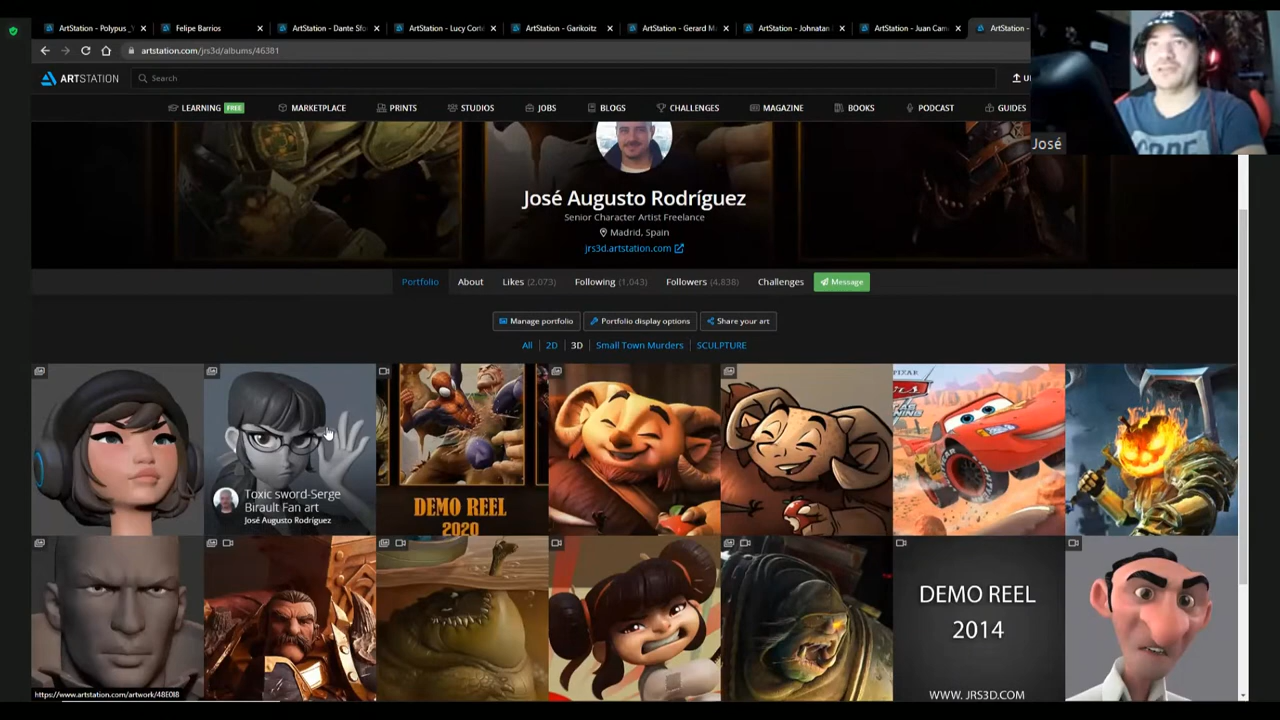 ArtStation - Polypus_
Felipe Barrios
ArtStation - Dante Sfo
ArtStation - Lucy Cort
ArtStation - Garikoitz
ArtStation - Gerard M
ArtStation - Johnatan
ArtStation - Juan Cam
ArtStation -
artstation.com/jrs3d/albums/46381
ARTSTATION
Search
LEARNING FREE
MARKETPLACE
PRINTS
STUDIOS
JOBS
BLOGS
CHALLENGES
MAGAZINE
BOOKS
PODCAST
GUIDES
José
CODE
José Augusto Rodríguez
Senior Character Artist Freelance
Madrid, Spain
jrs3d.artstation.com
Portfolio
About
Likes (2,073)
Following (1,043)
Followers (4,838)
Challenges
Message
Manage portfolio
Portfolio display options
Share your art
All | 2D | 3D | Small Town Murders | SCULPTURE
Toxic sword-Serge
Birault Fan art
José Augusto Rodríguez
DEMO REEL
2020
PIXAR
DEMO REEL
2014
WWW. JRS3D.COM
https://www.artstation.com/artwork/48E0l8